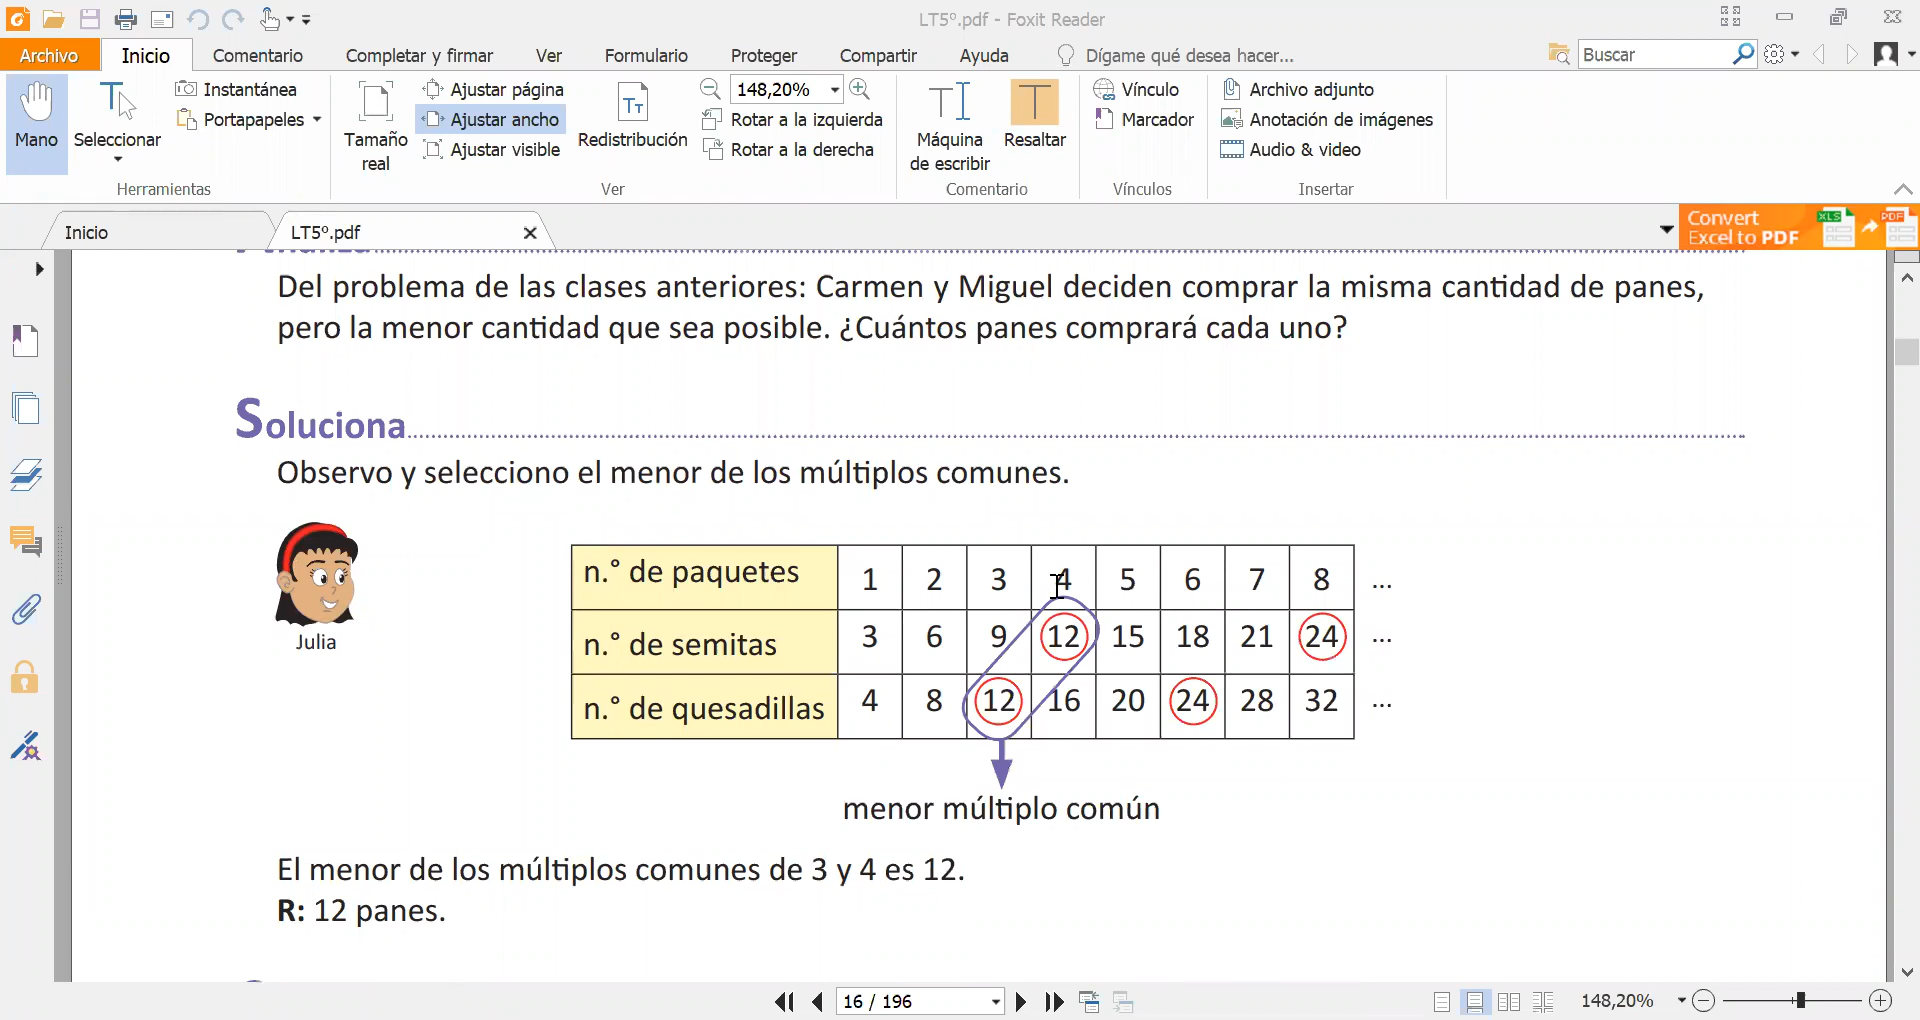 LT5º.pdf - Foxit Reader
Archivo Inicio Comentario Completar y firmar Ver Formulario Proteger Compartir Ayuda Dígame qué desea hacer... Buscar
Mano
Seleccionar
Instantánea
Portapapeles
Herramientas
Tamaño
real
Ajustar página
Ajustar ancho
Ajustar visible
Redistribución
148,20%
Rotar a la izquierda
Rotar a la derecha
Ver
Máquina
de escribir
Resaltar
Comentario
Vínculo
Marcador
Vínculos
Archivo adjunto
Anotación de imágenes
Audio & video
Insertar
Inicio LT5º.pdf
Convert
Excel to PDF
XLS PDF
Del problema de las clases anteriores: Carmen y Miguel deciden comprar la misma cantidad de panes,
pero la menor cantidad que sea posible. ¿Cuántos panes comprará cada uno?
Soluciona
Observo y selecciono el menor de los múltiplos comunes.
Julia
n.° de paquetes 1 2 3 4 5 6 7 8 ...
n.° de semitas 3 6 9 12 15 18 21 24 ...
n.° de quesadillas 4 8 12 16 20 24 28 32 ...
menor múltiplo común
El menor de los múltiplos comunes de 3 y 4 es 12.
R: 12 panes.
16 / 196
148,20%